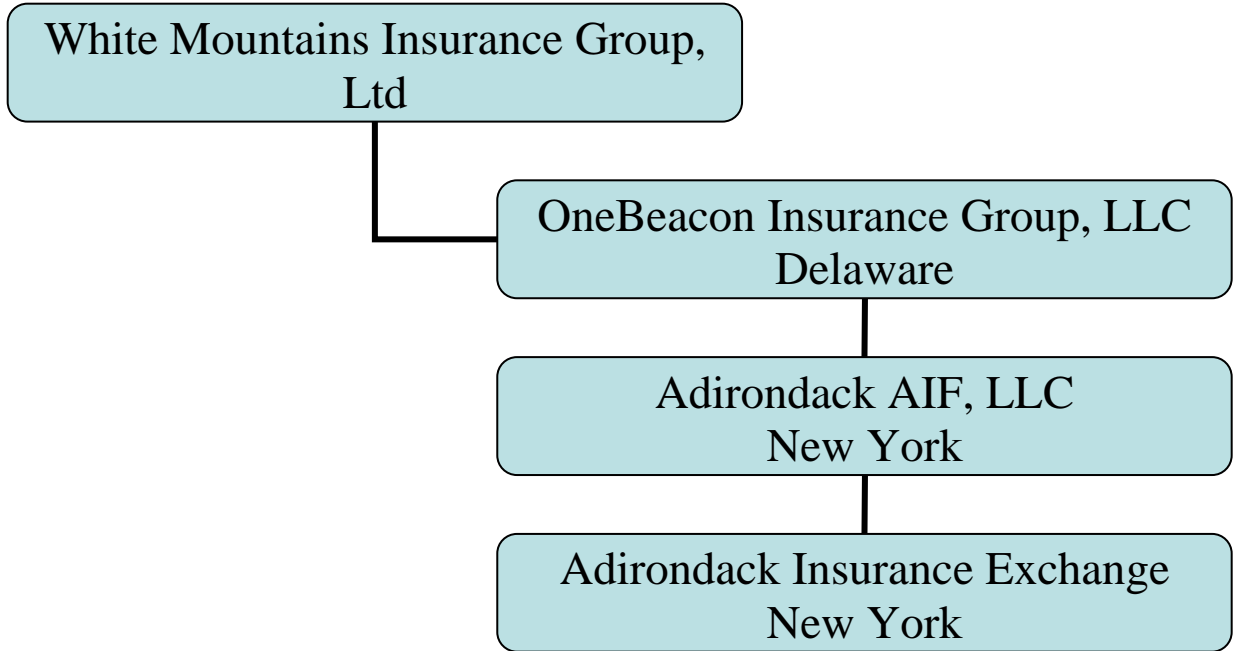 White Mountains Insurance Group,
Ltd
OneBeacon Insurance Group, LLC
Delaware
Adirondack AIF, LLC
New York
Adirondack Insurance Exchange
New York